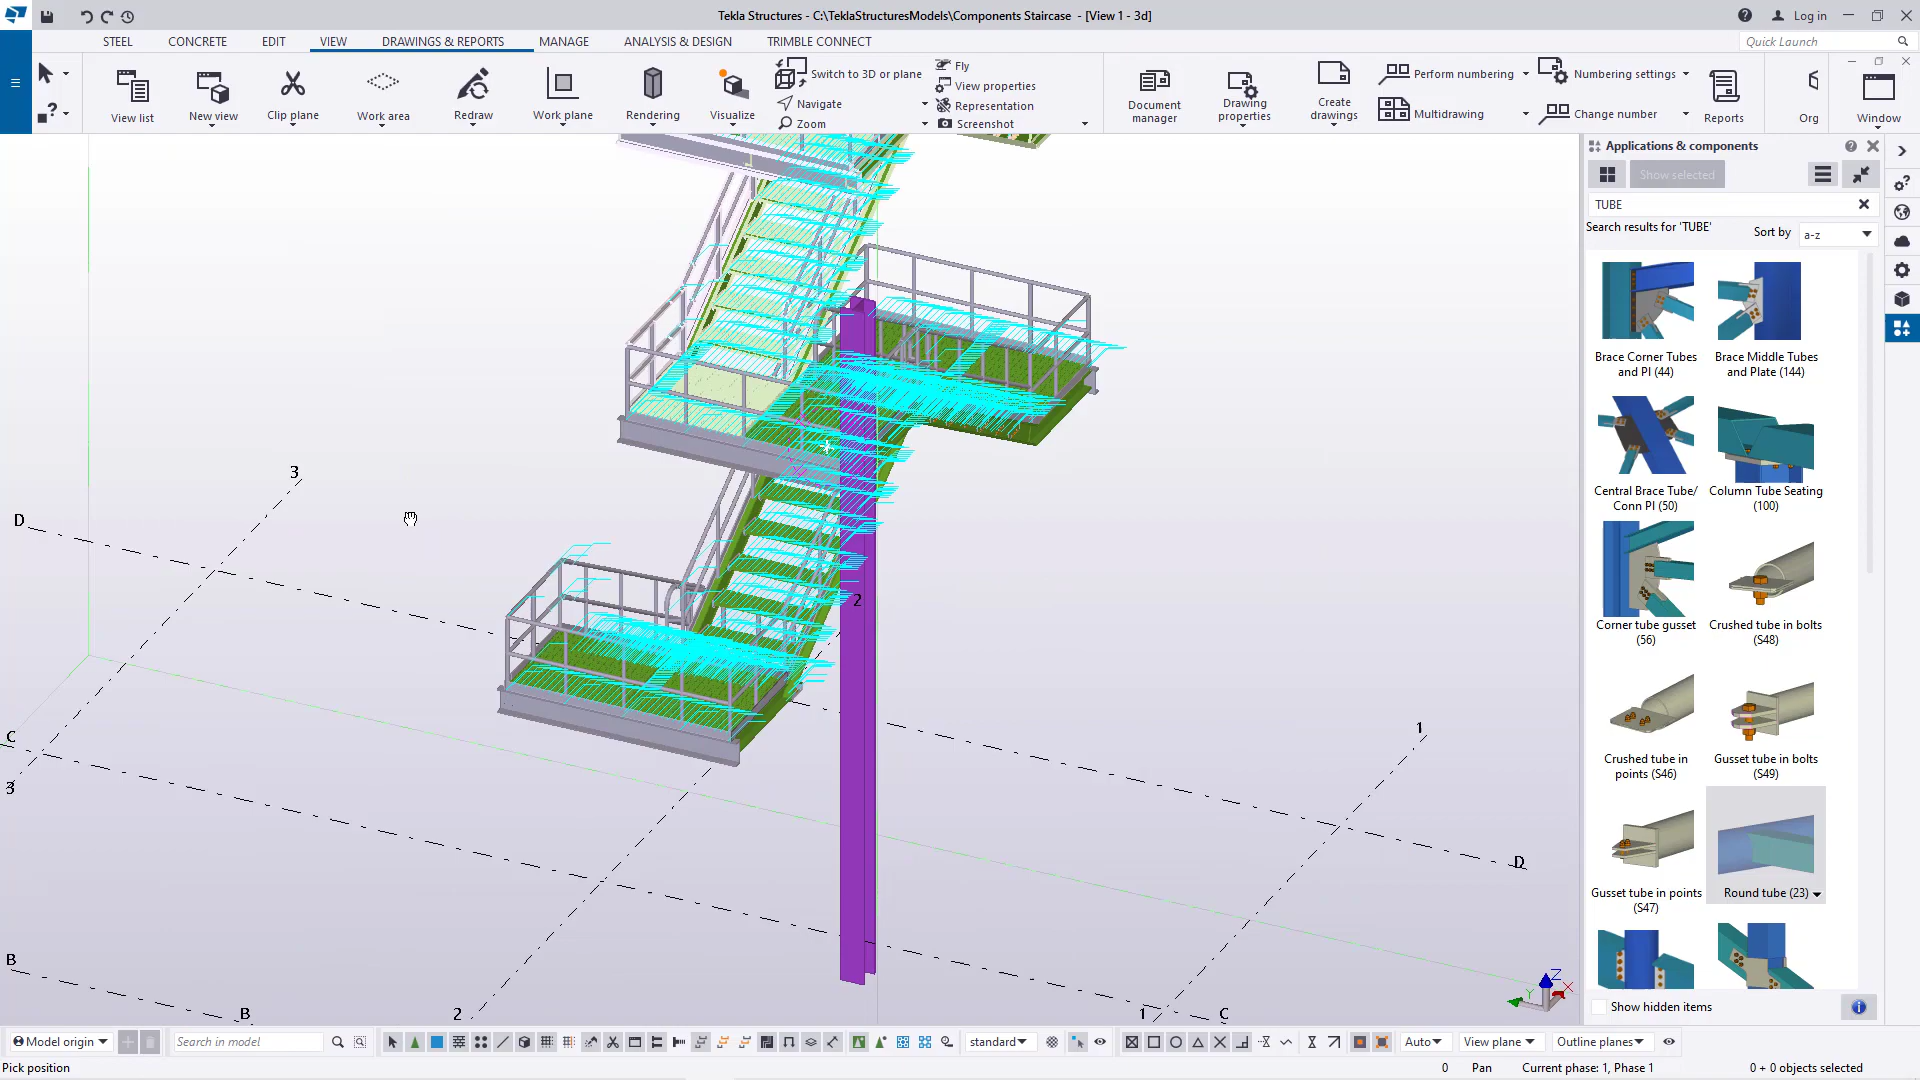 Tekla Structures - C:\TeklaStructuresModels\Components Staircase - [View 1 - 3d]
Log in
STEEL CONCRETE EDIT VIEW DRAWINGS & REPORTS MANAGE ANALYSIS & DESIGN TRIMBLE CONNECT
Quick Launch
View list
New view
Clip plane
Work area
Redraw
Work plane
Rendering
Visualize
Switch to 3D or plane
Navigate
Zoom
Fly
View properties
Representation
Screenshot
Document manager
Drawing properties
Create drawings
Perform numbering
Multidrawing
Numbering settings
Change number
Reports
Org
Window
Applications & components
Show selected
TUBE
Search results for 'TUBE'
Sort by
a-z
Brace Corner Tubes and Pl (44)
Brace Middle Tubes and Plate (144)
Central Brace Tube/ Conn Pl (50)
Column Tube Seating (100)
Corner tube gusset (56)
Crushed tube in bolts (S48)
Crushed tube in points (S46)
Gusset tube in bolts (S49)
Gusset tube in points (S47)
Round tube (23)
Show hidden items
3
D
2
C
3
1
D
B
B
2
1
C
Z
Y
X
Model origin
Search in model
standard
Auto
View plane
Outline planes
Pick position
0
Pan
Current phase: 1, Phase 1
0 + 0 objects selected